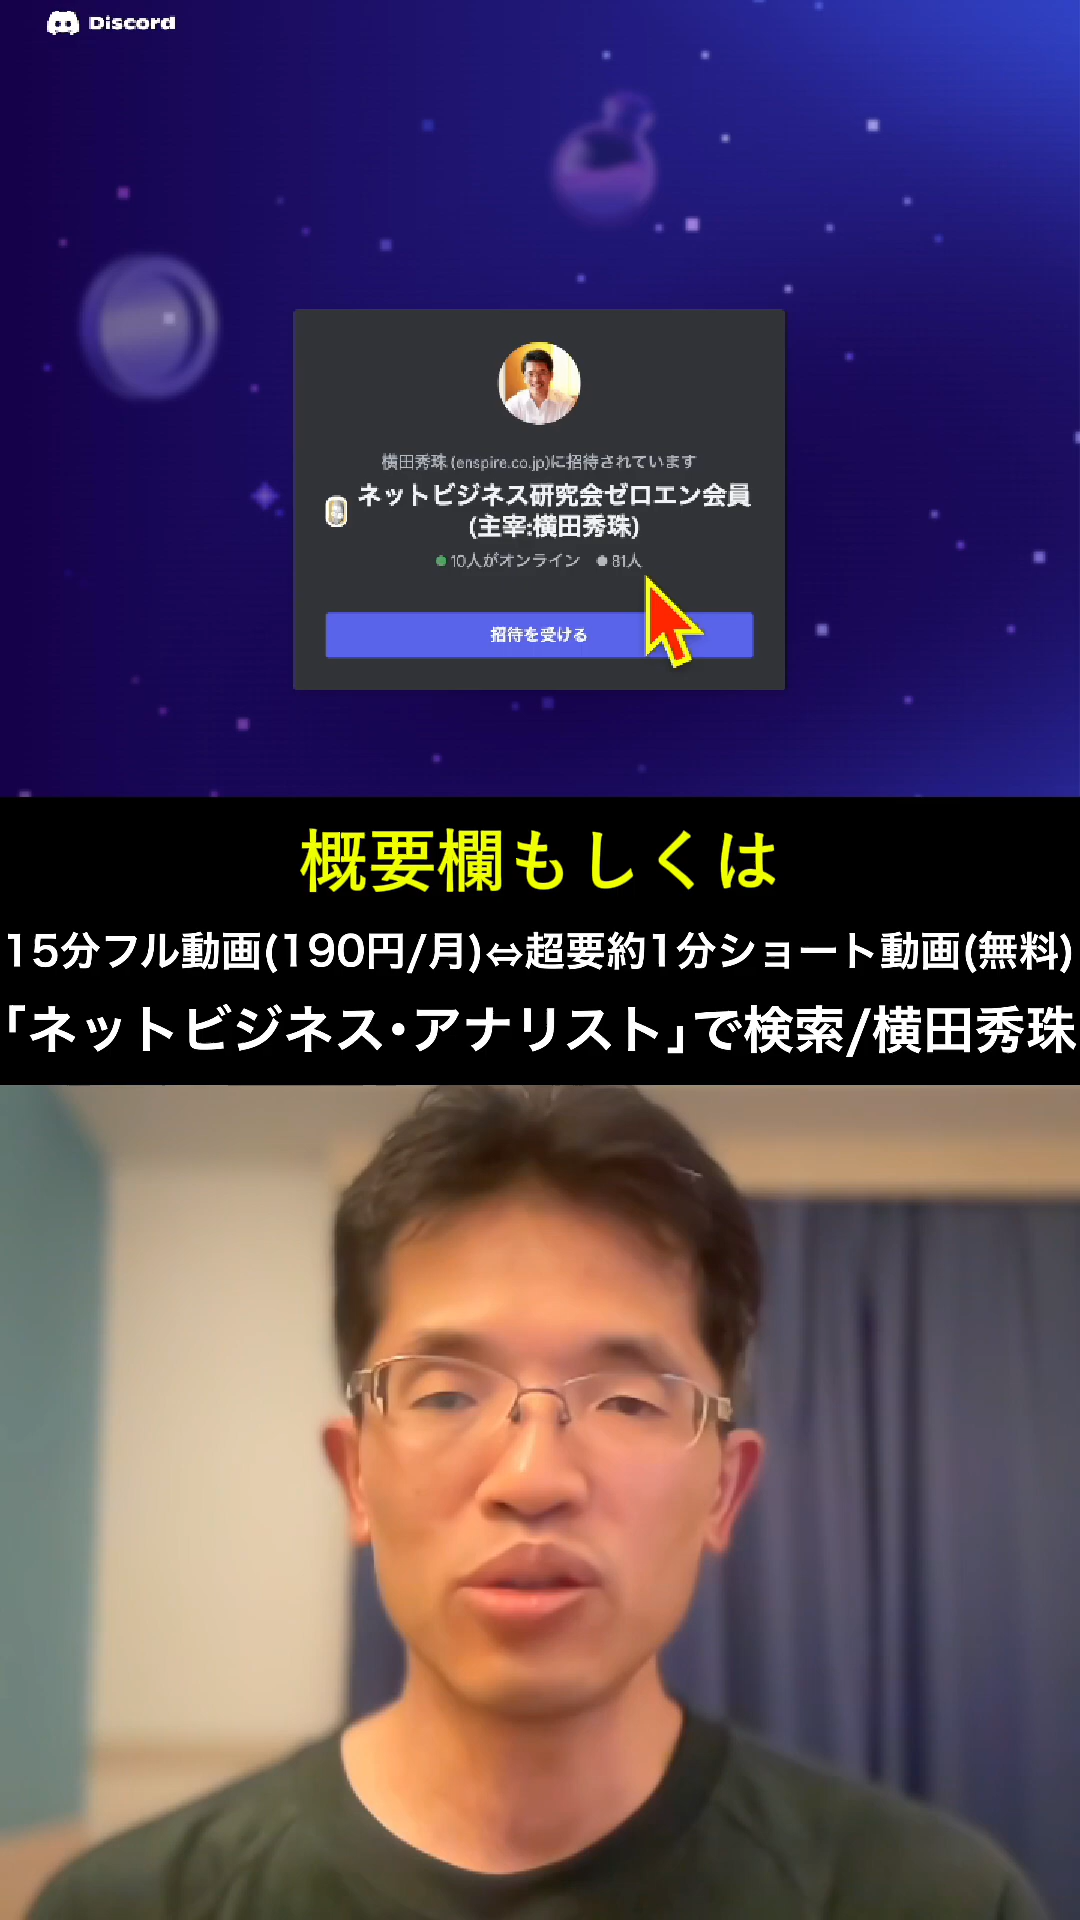 Discord
横田秀珠 (enspire.co.jp)に招待されています
ネットビジネス研究会ゼロエン会員
(主宰:横田秀珠)
10人がオンライン 81人
招待を受ける
概要欄もしくは
15分フル動画(190円/月)⇔超要約1分ショート動画(無料)
「ネットビジネス・アナリスト」で検索/横田秀珠